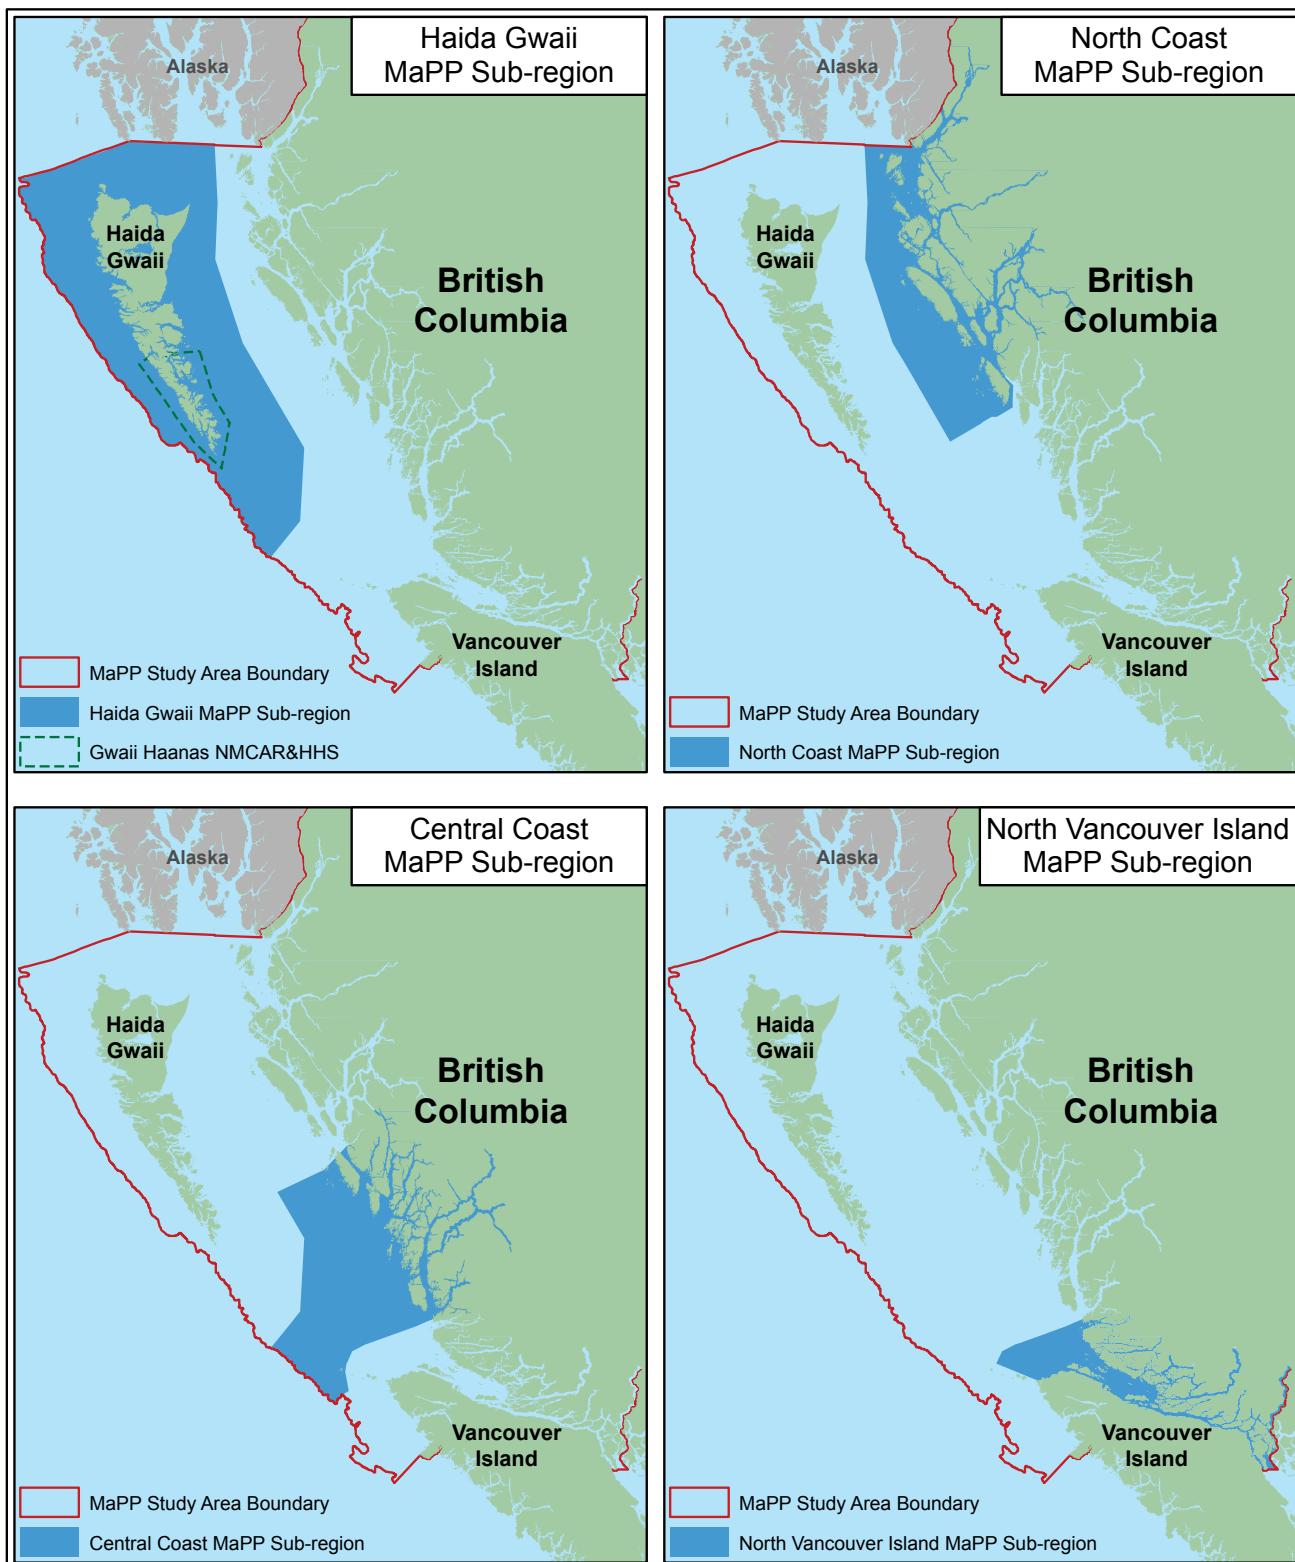 Haida Gwaii
MaPP Sub-region
Alaska
Haida
Gwaii
British
Columbia
Vancouver
Island
MaPP Study Area Boundary
Haida Gwaii MaPP Sub-region
Gwaii Haanas NMCAR&HHS
North Coast
MaPP Sub-region
Alaska
Haida
Gwaii
British
Columbia
Vancouver
Island
MaPP Study Area Boundary
North Coast MaPP Sub-region
Central Coast
MaPP Sub-region
Alaska
Haida
Gwaii
British
Columbia
Vancouver
Island
MaPP Study Area Boundary
Central Coast MaPP Sub-region
North Vancouver Island
MaPP Sub-region
Alaska
Haida
Gwaii
British
Columbia
Vancouver
Island
MaPP Study Area Boundary
North Vancouver Island MaPP Sub-region